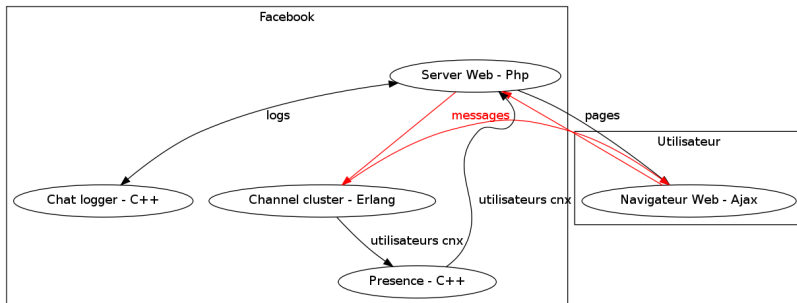 Facebook
Server Web - Php
logs
messages
pages
Utilisateur
Chat logger - C++
Channel cluster - Erlang
utilisateurs cnx
Navigateur Web - Ajax
utilisateurs cnx
Presence - C++